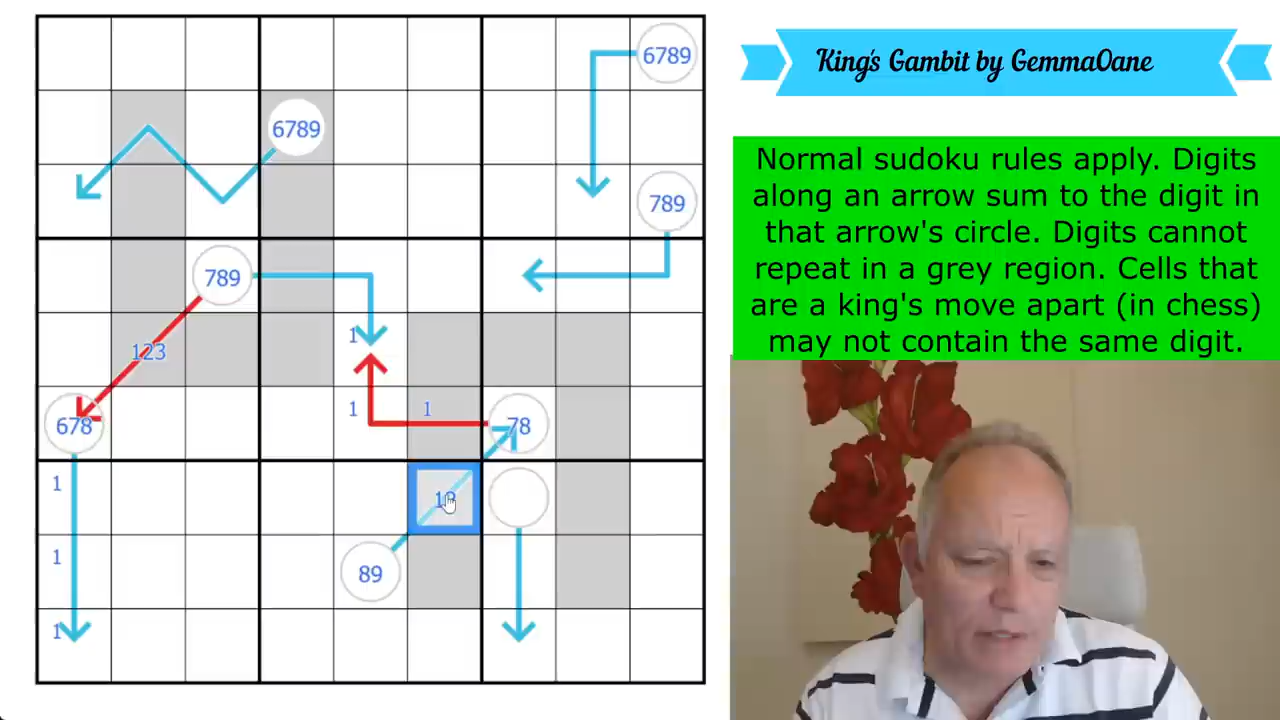 King's Gambit by GemmaOane
Normal sudoku rules apply. Digits
along an arrow sum to the digit in
that arrow's circle. Digits cannot
repeat in a grey region. Cells that
are a king's move apart (in chess)
may not contain the same digit.
6789
6789
789
789
1
123
678
1
1
78
1
1
89
1